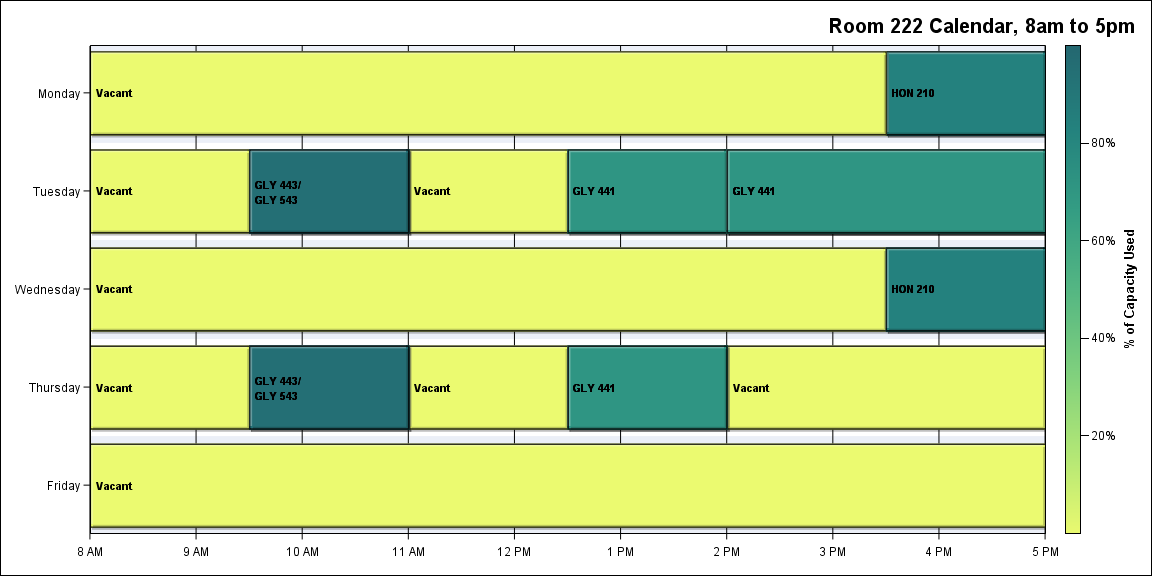 Room 222 Calendar, 8am to 5pm
Monday
Vacant
HON 210
Tuesday
Vacant
GLY 443/
GLY 543
Vacant
GLY 441
GLY 441
Wednesday
Vacant
HON 210
Thursday
Vacant
GLY 443/
GLY 543
Vacant
GLY 441
Vacant
Friday
Vacant
8 AM
9 AM
10 AM
11 AM
12 PM
1 PM
2 PM
3 PM
4 PM
5 PM
80%
60%
40%
20%
% of Capacity Used